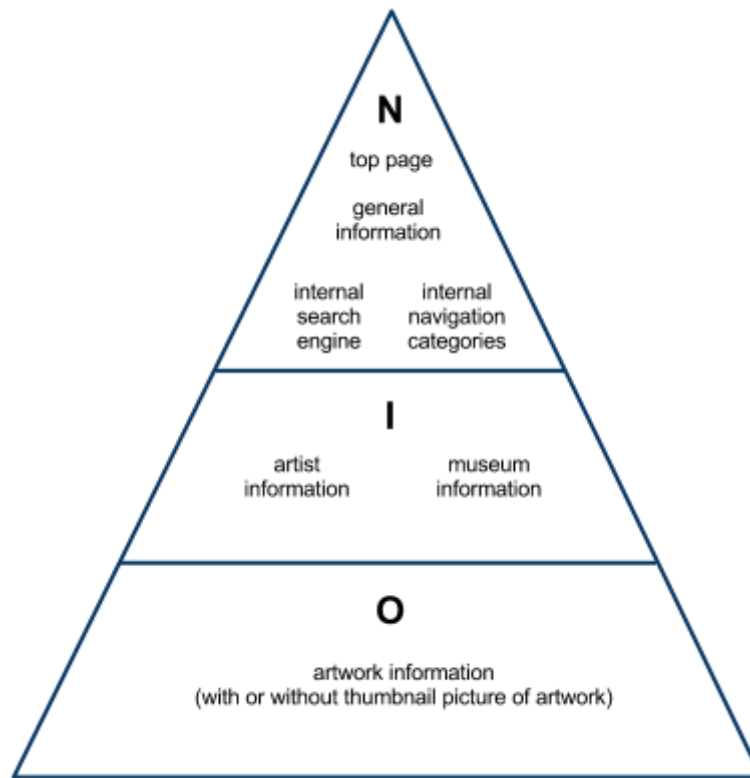 N
top page
general
information
internal
search
engine
internal
navigation
categories
I
artist
information
museum
information
O
artwork information
(with or without thumbnail picture of artwork)